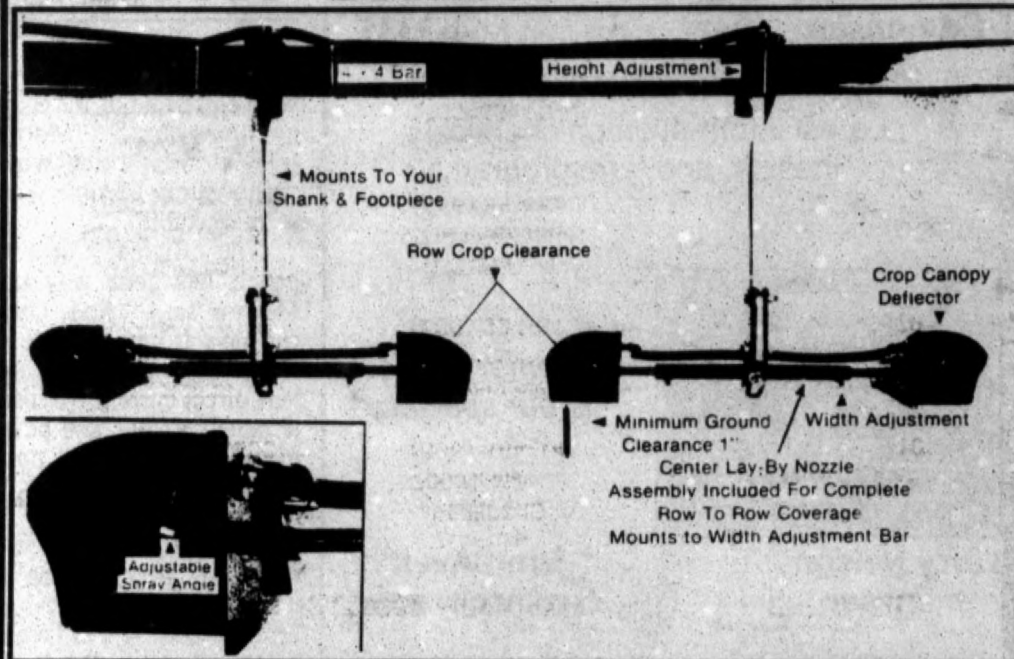 4 · 4 Bar
Height Adjustment
Mounts To Your
Shank & Footpiece
Row Crop Clearance
Crop Canopy
Deflector
Minimum Ground
Clearance 1"
Width Adjustment
Center Lay-By Nozzle
Assembly Included For Complete
Row To Row Coverage
Mounts to Width Adjustment Bar
Adjustable
Spray Angle